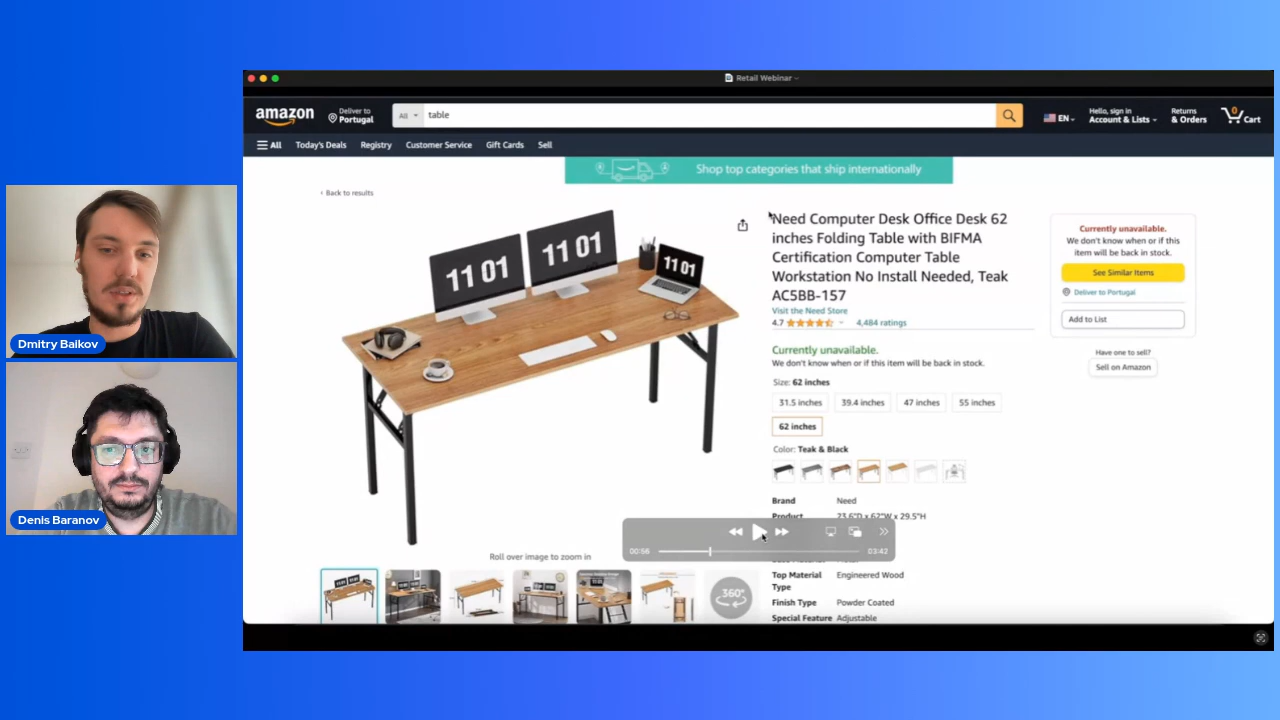 Retail Webinar
amazon
Deliver to
Portugal
All
table
EN
Hello, sign in
Account & Lists
Returns
& Orders
0
Cart
All
Today's Deals
Registry
Customer Service
Gift Cards
Sell
Shop top categories that ship internationally
‹ Back to results
11 01
11 01
11 01
Need Computer Desk Office Desk 62
inches Folding Table with BIFMA
Certification Computer Table
Workstation No Install Needed, Teak
AC5BB-157
Visit the Need Store
4.7
4,484 ratings
Currently unavailable.
We don't know when or if this item will be back in stock.
Size: 62 inches
31.5 inches
39.4 inches
47 inches
55 inches
62 inches
Color: Teak & Black
Brand Need
Product 23.6"D x 62"W x 29.5"H
00:56
03:42
Top Material Engineered Wood
Type
Finish Type Powder Coated
Special Feature Adjustable
Roll over image to zoom in
360°
Currently unavailable.
We don't know when or if this
item will be back in stock.
See Similar Items
Deliver to Portugal
Add to List
Have one to sell?
Sell on Amazon
Dmitry Balkov
Denis Baranov